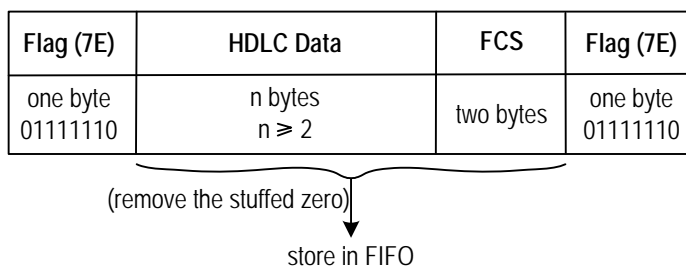 Flag (7E) HDLC Data FCS Flag (7E)
one byte n bytes two bytes one byte
01111110 n ⩾ 2 01111110
(remove the stuffed zero)
store in FIFO